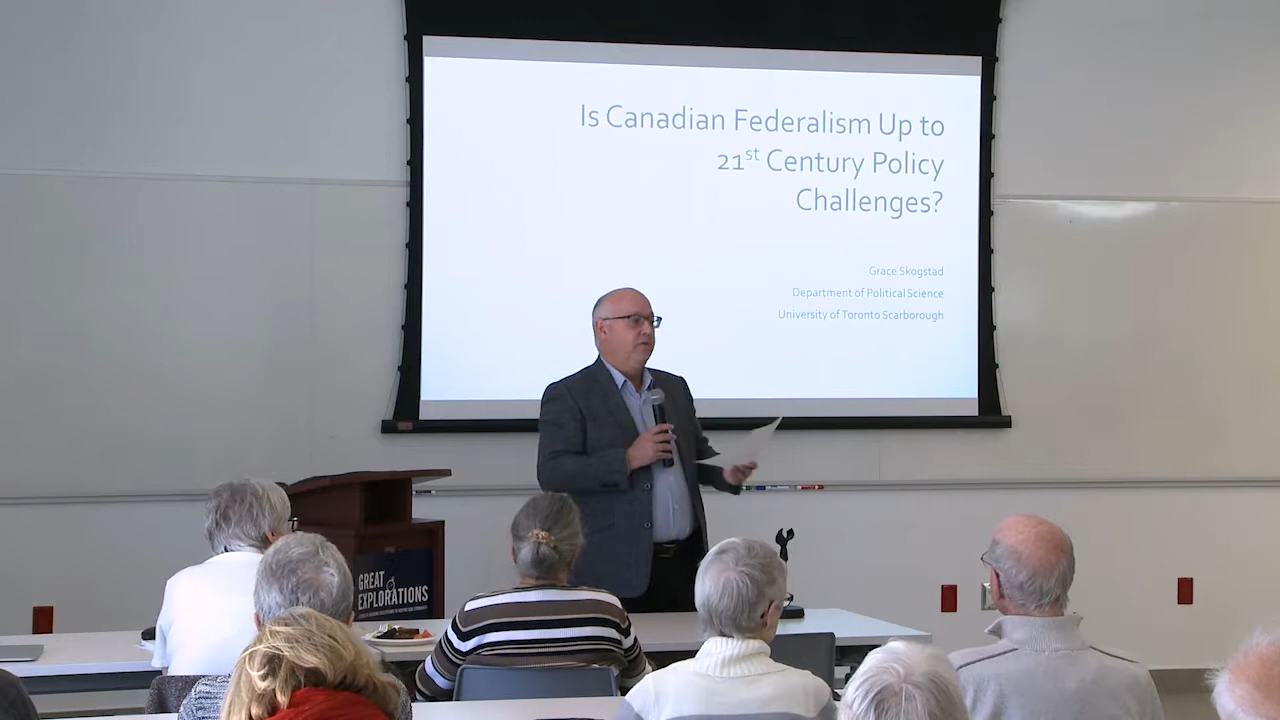 Is Canadian Federalism Up to
21st Century Policy
Challenges?
Grace Skogstad
Department of Political Science
University of Toronto Scarborough
GREAT
EXPLORATIONS